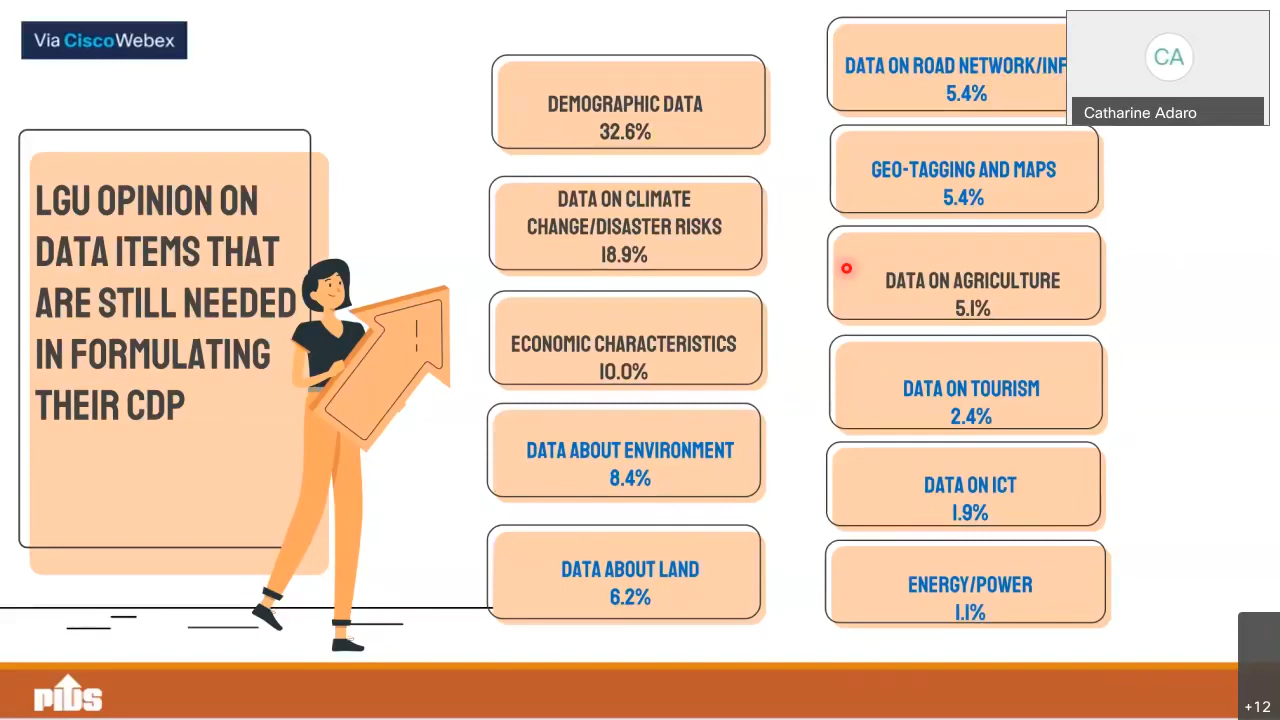 Via CiscoWebex
LGU OPINION ON
DATA ITEMS THAT
ARE STILL NEEDED
IN FORMULATING
THEIR CDP
DEMOGRAPHIC DATA
32.6%
DATA ON CLIMATE
CHANGE/DISASTER RISKS
18.9%
ECONOMIC CHARACTERISTICS
10.0%
DATA ABOUT ENVIRONMENT
8.4%
DATA ABOUT LAND
6.2%
DATA ON ROAD NETWORK/INF
5.4%
GEO-TAGGING AND MAPS
5.4%
DATA ON AGRICULTURE
5.1%
DATA ON TOURISM
2.4%
DATA ON ICT
1.9%
ENERGY/POWER
1.1%
CA
Catharine Adaro
PIDS
+12